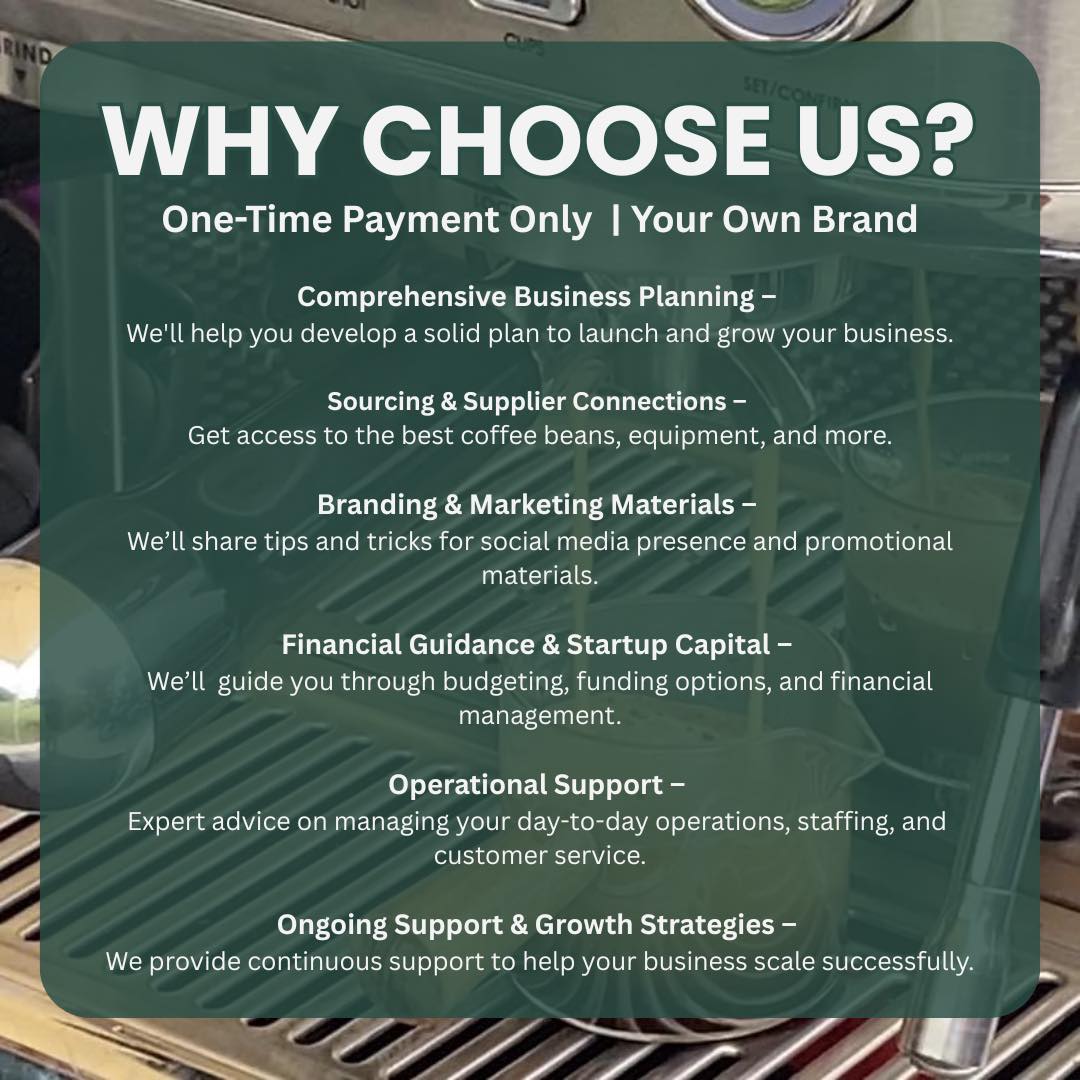 RIND
CUPS
SET/CONFIRM
WHY CHOOSE US?
One-Time Payment Only | Your Own Brand
Comprehensive Business Planning –
We'll help you develop a solid plan to launch and grow your business.
Sourcing & Supplier Connections –
Get access to the best coffee beans, equipment, and more.
Branding & Marketing Materials –
We’ll share tips and tricks for social media presence and promotional
materials.
Financial Guidance & Startup Capital –
We’ll  guide you through budgeting, funding options, and financial
management.
Operational Support –
Expert advice on managing your day-to-day operations, staffing, and
customer service.
Ongoing Support & Growth Strategies –
We provide continuous support to help your business scale successfully.